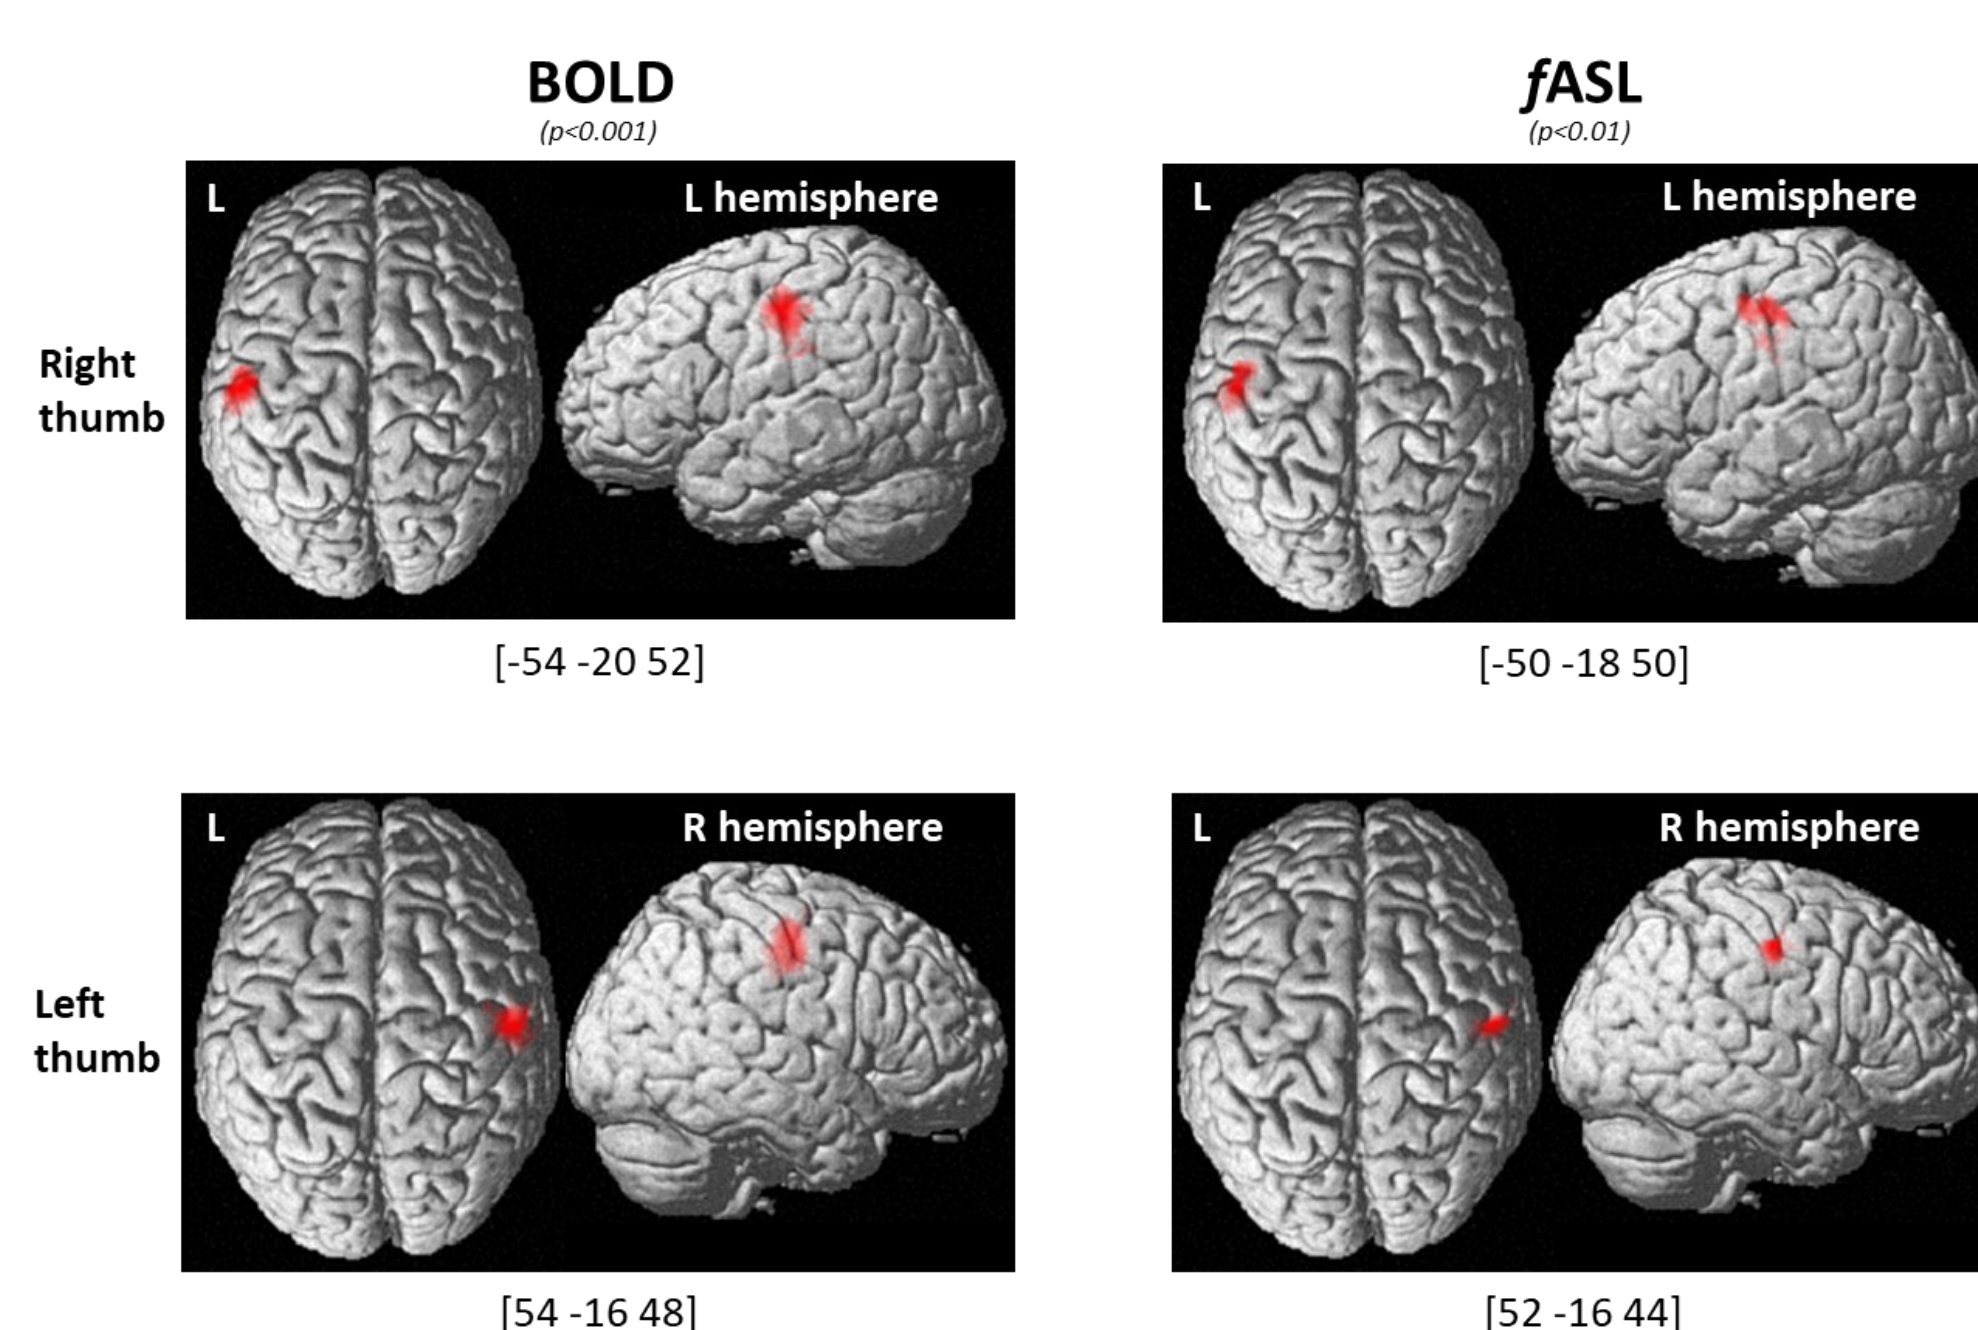 BOLD
(p<0.001)
fASL
(p<0.01)
Right
thumb
L
L hemisphere
L
L hemisphere
[-54 -20 52]
[-50 -18 50]
Left
thumb
L
R hemisphere
L
R hemisphere
[54 -16 48]
[52 -16 44]